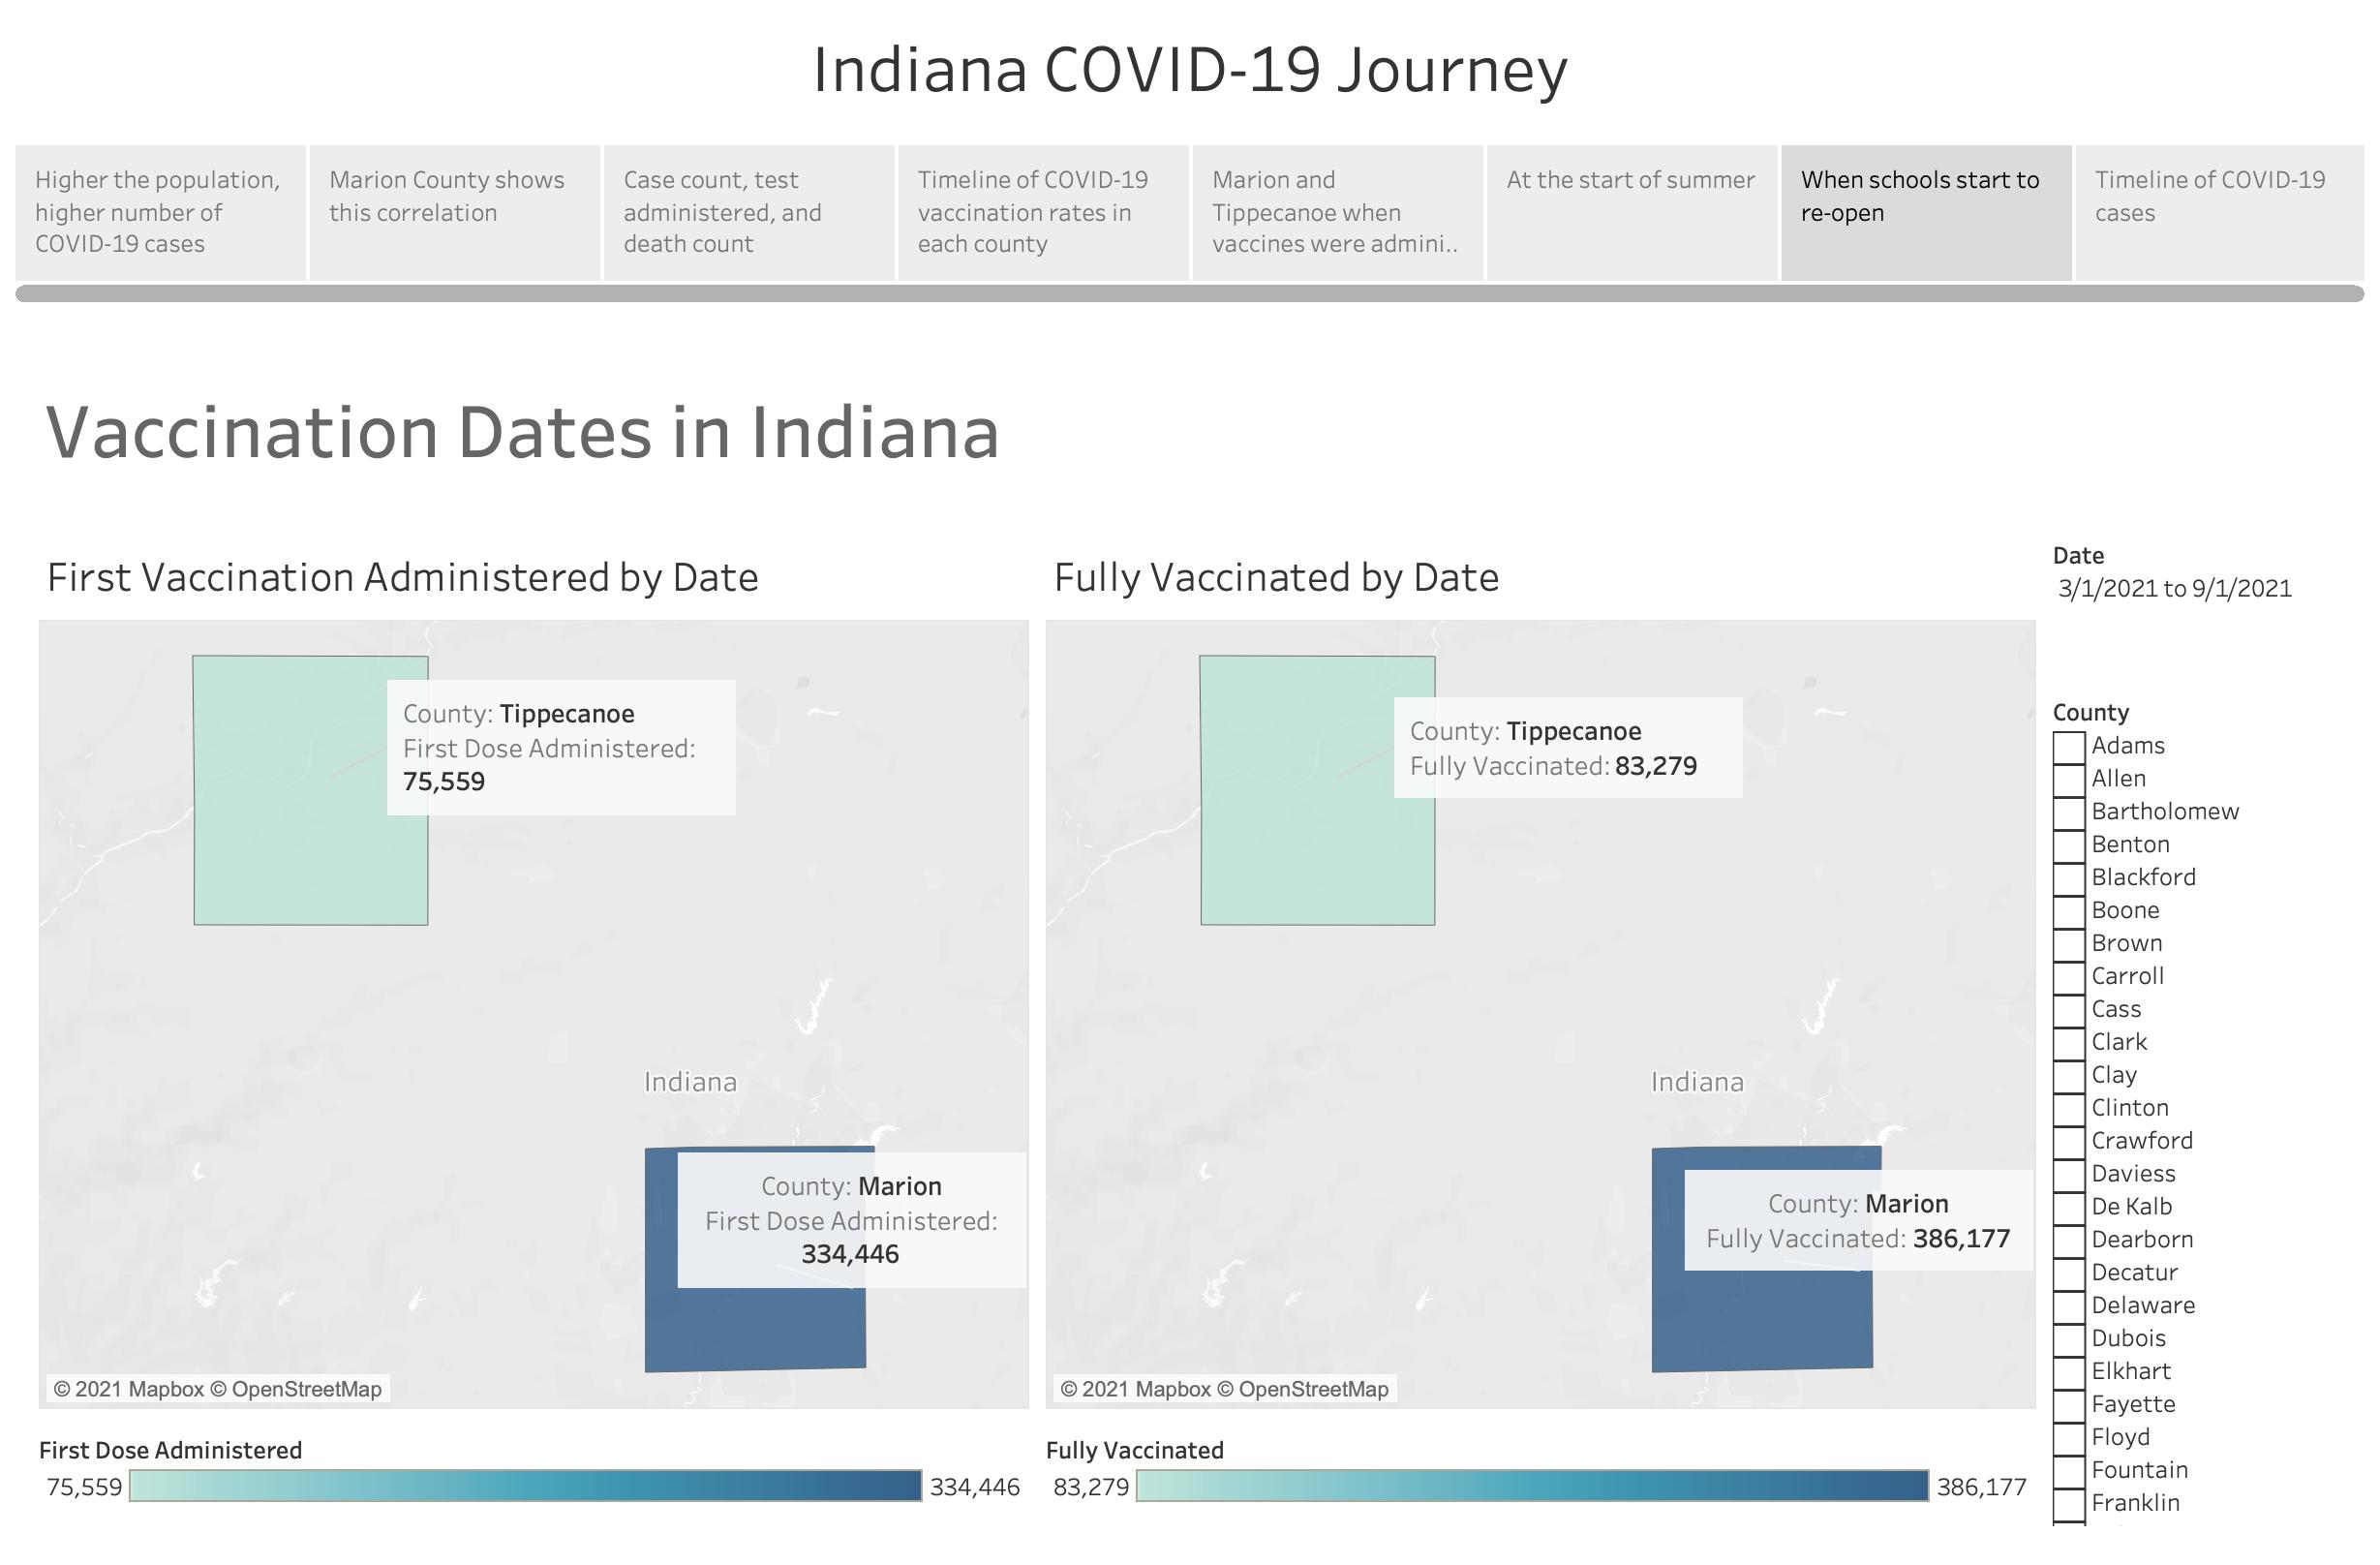 Indiana COVID-19 Journey
Higher the population,
higher number of
COVID-19 cases
Marion County shows
this correlation
Case count, test
administered, and
death count
Timeline of COVID-19
vaccination rates in
each county
Marion and
Tippecanoe when
vaccines were admini..
At the start of summer
When schools start to
re-open
Timeline of COVID-19
cases
Vaccination Dates in Indiana
First Vaccination Administered by Date
County: Tippecanoe
First Dose Administered:
75,559
Indiana
County: Marion
First Dose Administered:
334,446
© 2021 Mapbox © OpenStreetMap
First Dose Administered
75,559
334,446
Fully Vaccinated by Date
County: Tippecanoe
Fully Vaccinated: 83,279
Indiana
County: Marion
Fully Vaccinated: 386,177
© 2021 Mapbox © OpenStreetMap
Fully Vaccinated
83,279
386,177
Date
3/1/2021 to 9/1/2021
County
Adams
Allen
Bartholomew
Benton
Blackford
Boone
Brown
Carroll
Cass
Clark
Clay
Clinton
Crawford
Daviess
De Kalb
Dearborn
Decatur
Delaware
Dubois
Elkhart
Fayette
Floyd
Fountain
Franklin